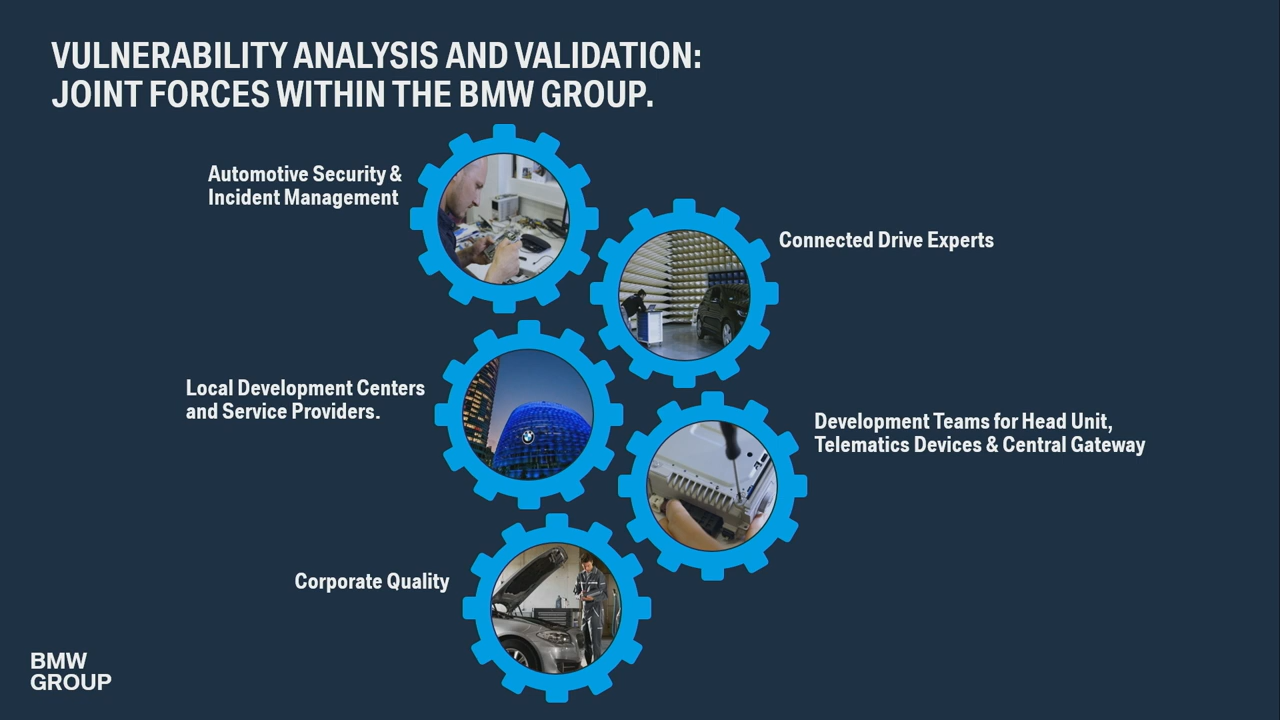 VULNERABILITY ANALYSIS AND VALIDATION:
JOINT FORCES WITHIN THE BMW GROUP.
Automotive Security &
Incident Management
Connected Drive Experts
Local Development Centers
and Service Providers.
Development Teams for Head Unit,
Telematics Devices & Central Gateway
Corporate Quality
BMW
GROUP